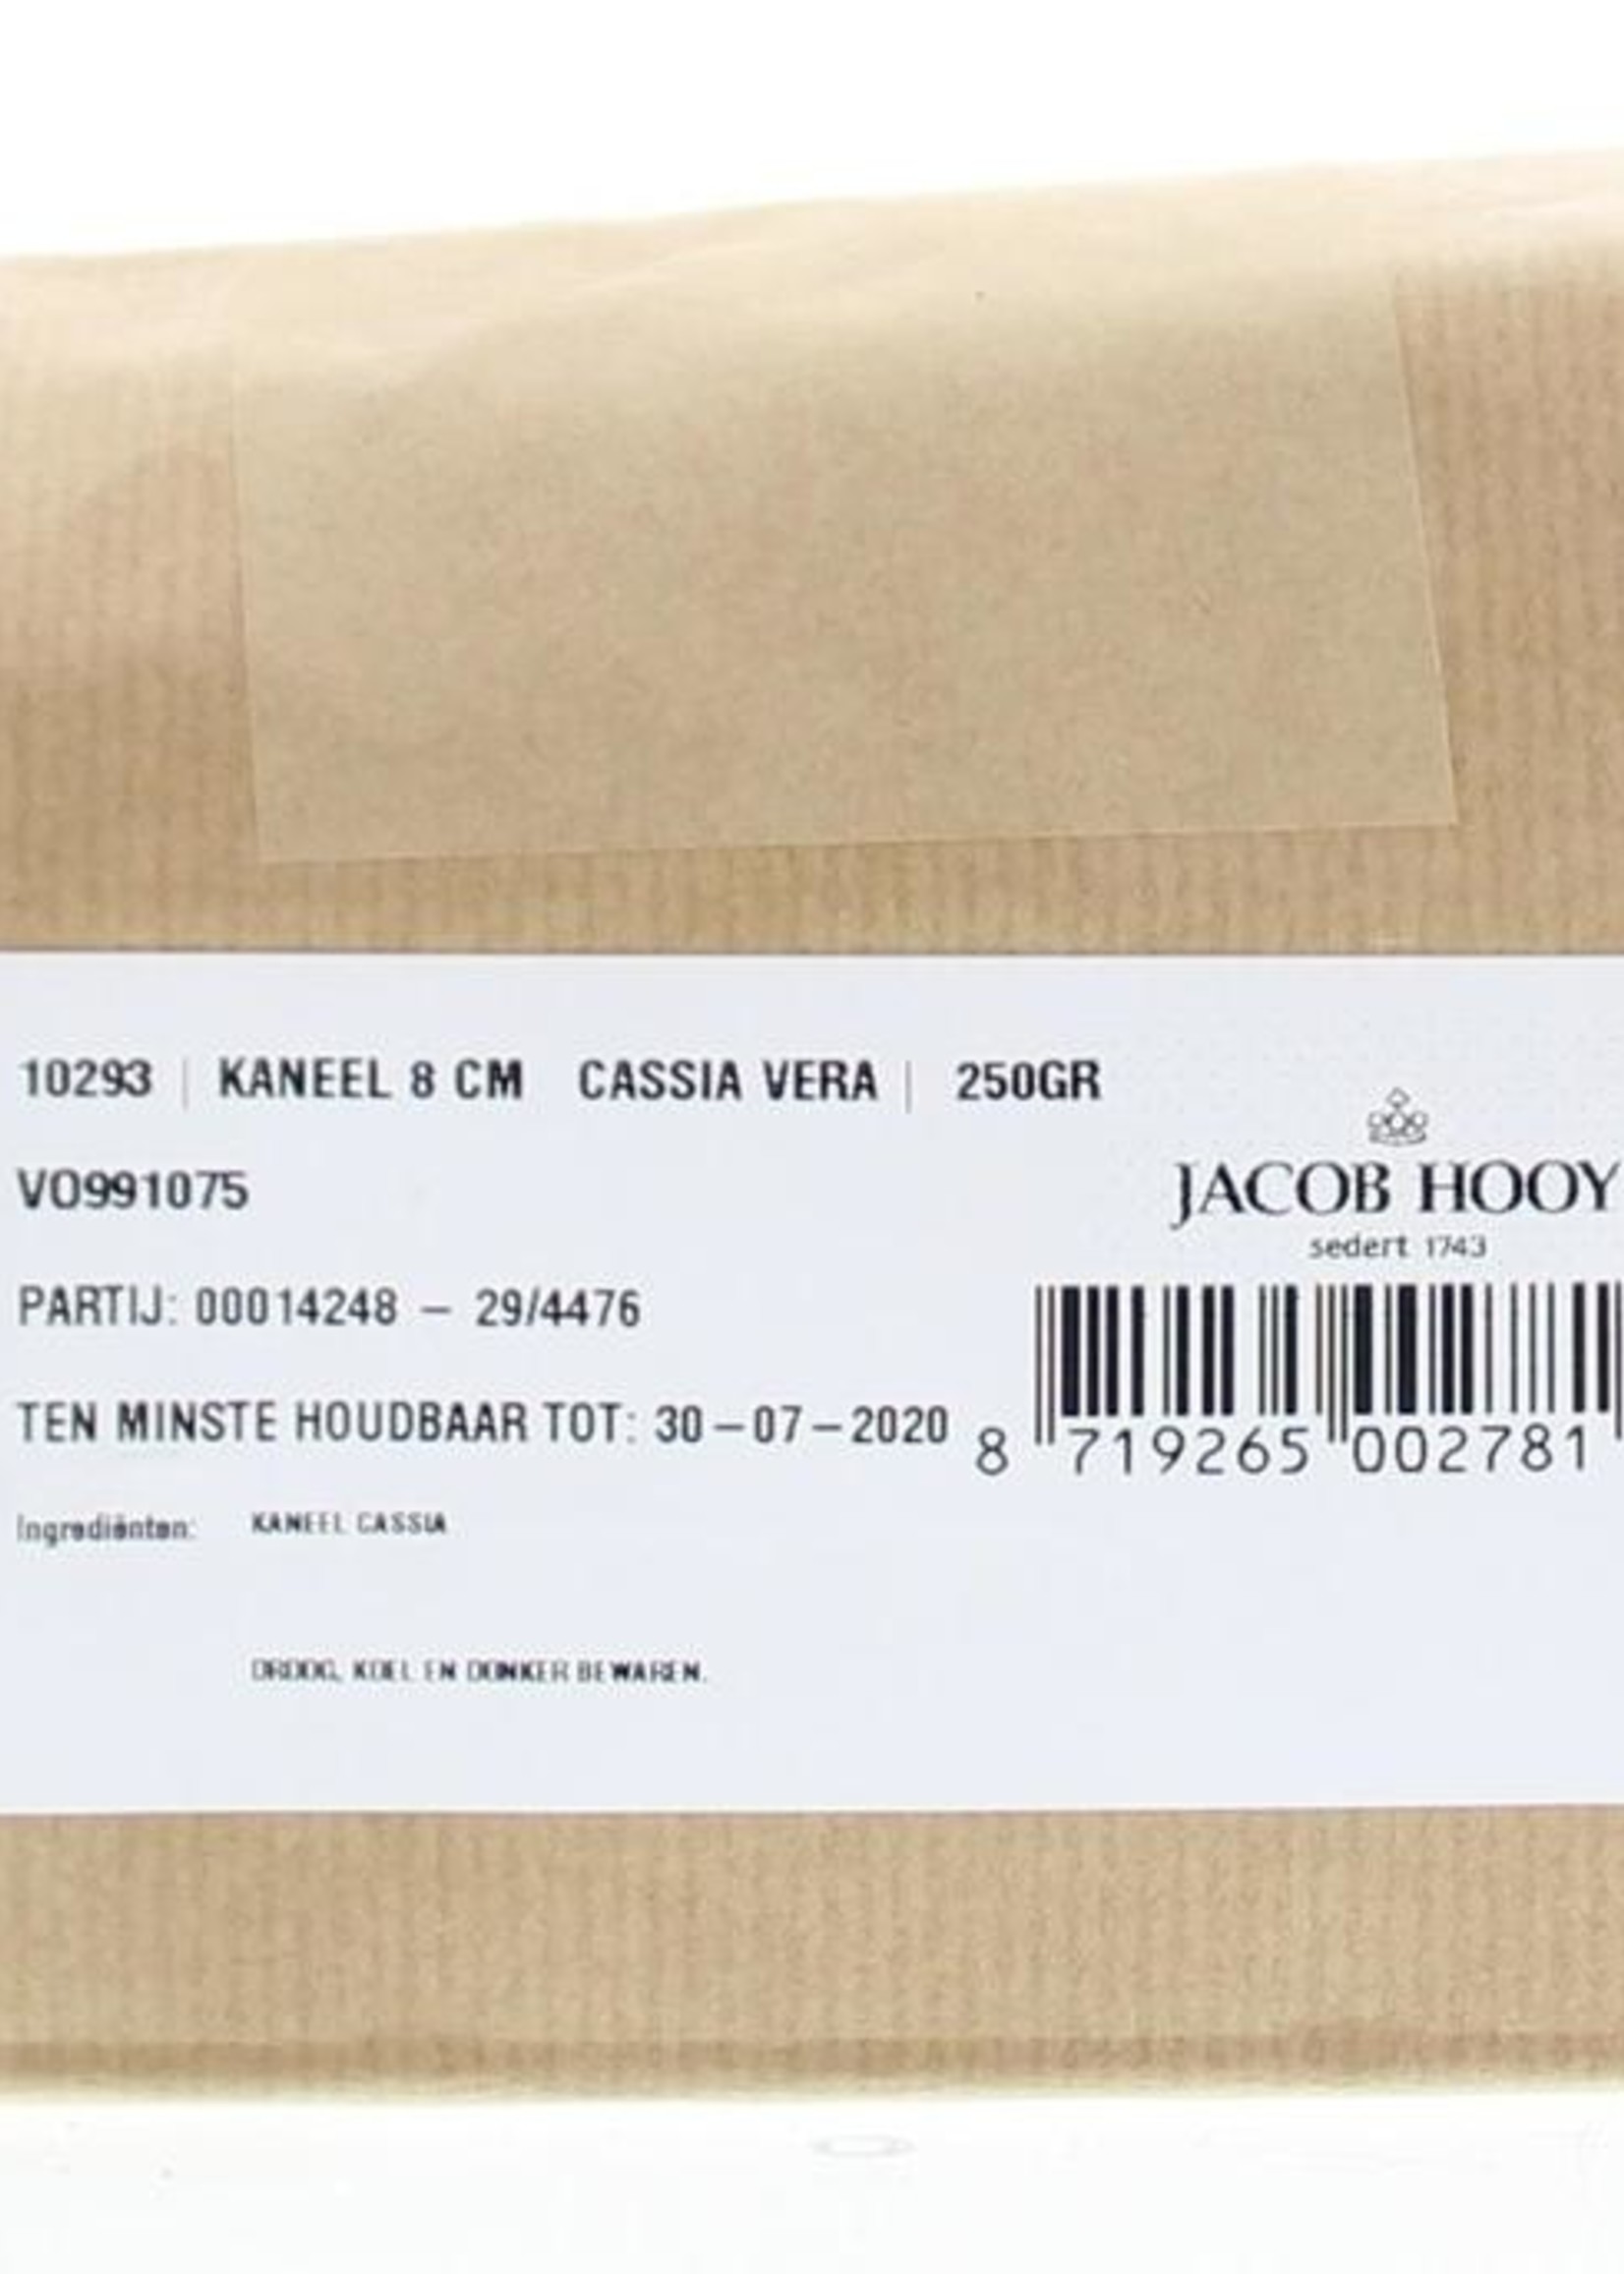 10293 | KANEEL 8 CM CASSIA VERA | 250GR
VO991075
JACOB HOOY
sedert 1743
PARTIJ: 00014248 – 29/4476
TEN MINSTE HOUDBAAR TOT: 30–07–2020
8 719265 002781
Ingrediënten: KANEEL CASSIA
DROOG, KOEL EN DONKER BEWAREN.